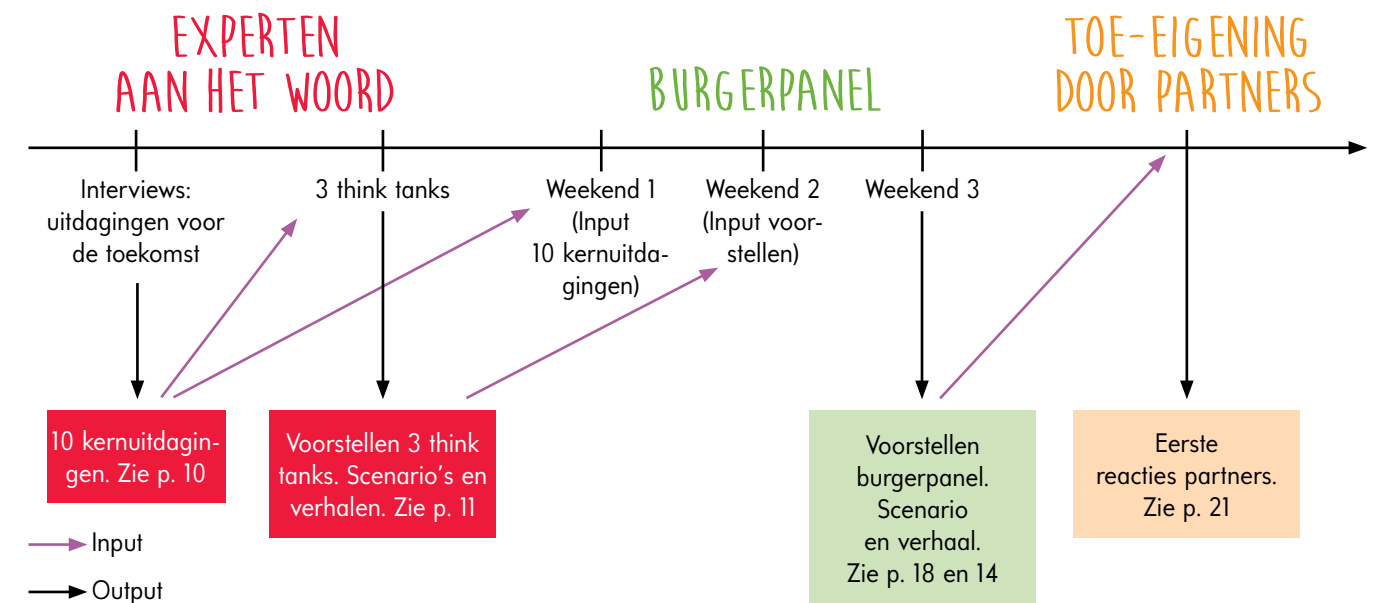 EXPERTEN
AAN HET WOORD
BURGERPANEL
TOE-EIGENING
DOOR PARTNERS
Interviews:
uitdagingen voor
de toekomst
3 think tanks
Weekend 1
(Input
10 kernuitda-
gingen)
Weekend 2
(Input voor-
stellen)
Weekend 3
10 kernuitdagin-
gen. Zie p. 10
Voorstellen 3 think
tanks. Scenario's en
verhalen. Zie p. 11
Voorstellen
burgerpanel.
Scenario
en verhaal.
Zie p. 18 en 14
Eerste
reacties partners.
Zie p. 21
Input
Output